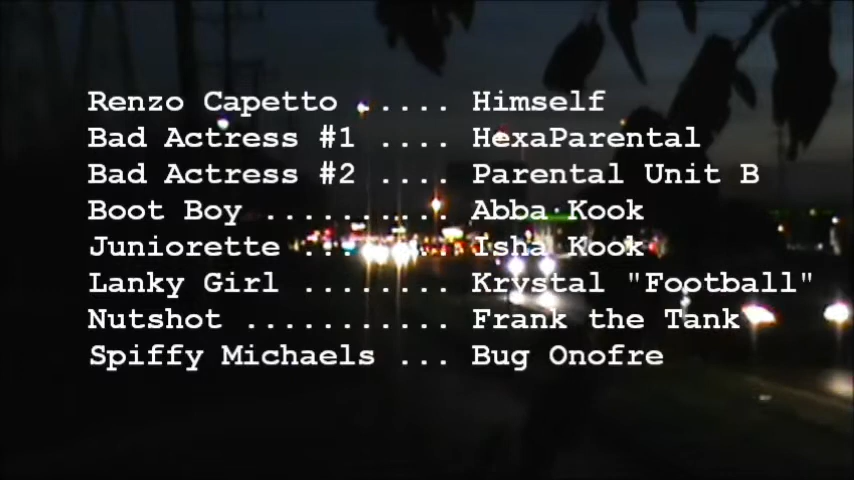 Renzo Capetto ..... Himself
Bad Actress #1 .... HexaParental
Bad Actress #2 .... Parental Unit B
Boot Boy .......... Abba Kook
Juniorette ........ Isha Kook
Lanky Girl ........ Krystal "Football"
Nutshot ........... Frank the Tank
Spiffy Michaels ... Bug Onofre